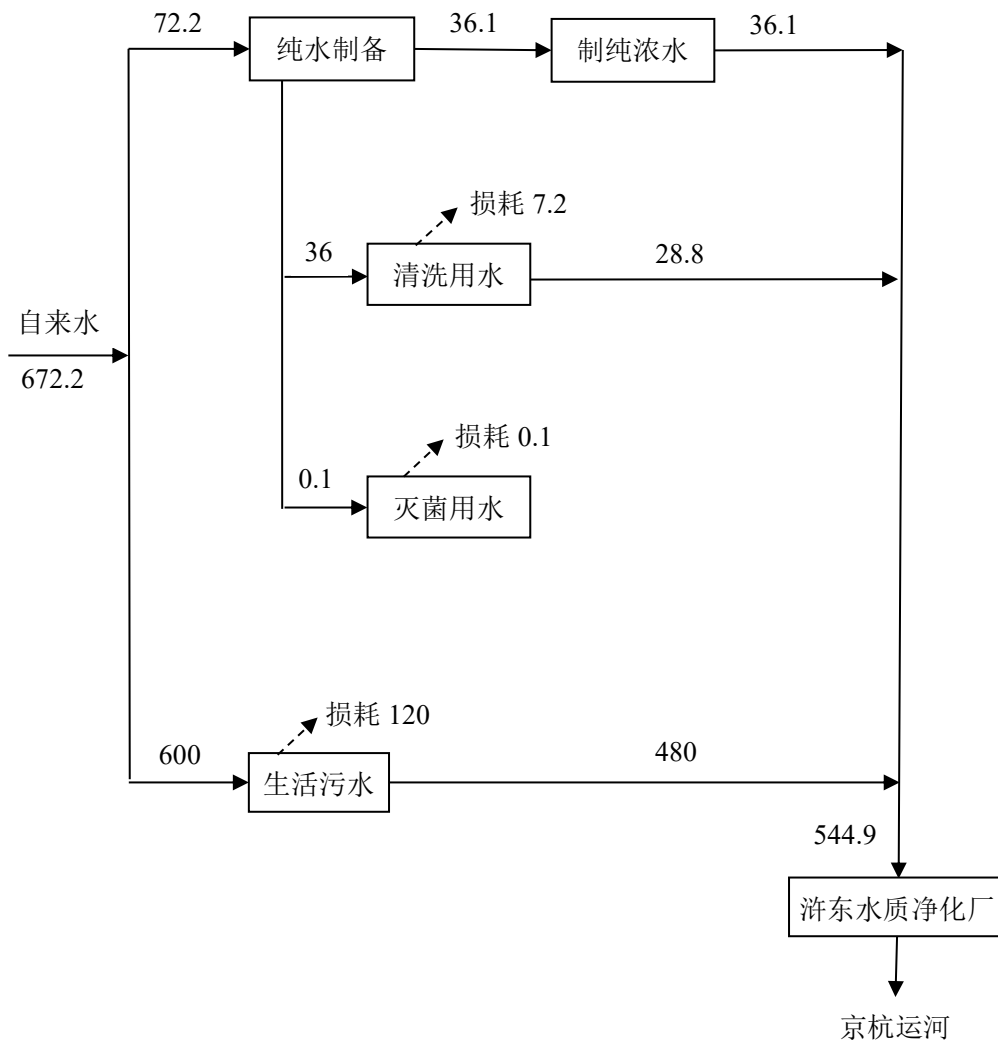 72.2
纯水制备
36.1
制纯浓水
36.1
损耗 7.2
36
清洗用水
28.8
自来水
672.2
损耗 0.1
0.1
灭菌用水
损耗 120
600
生活污水
480
544.9
浒东水质净化厂
京杭运河